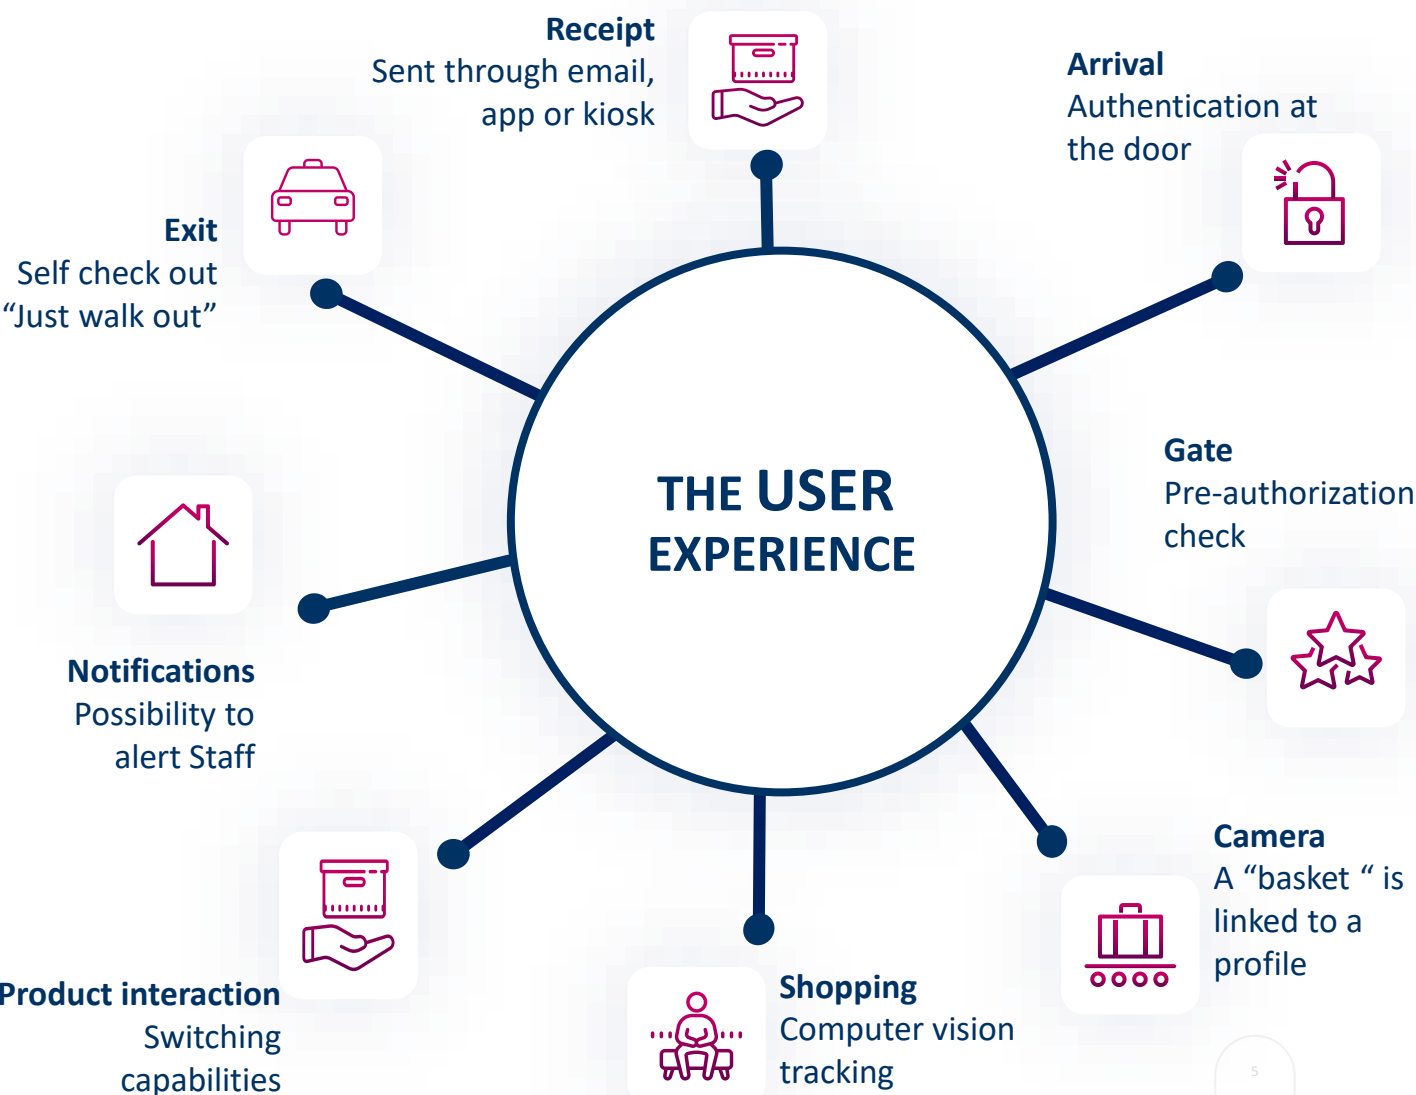 Receipt
Sent through email,
app or kiosk
Arrival
Authentication at
the door
Exit
Self check out
“Just walk out”
Gate
Pre-authorization
check
THE USER
EXPERIENCE
Notifications
Possibility to
alert Staff
Camera
A “basket “ is
linked to a
profile
Product interaction
Switching
capabilities
Shopping
Computer vision
tracking
5